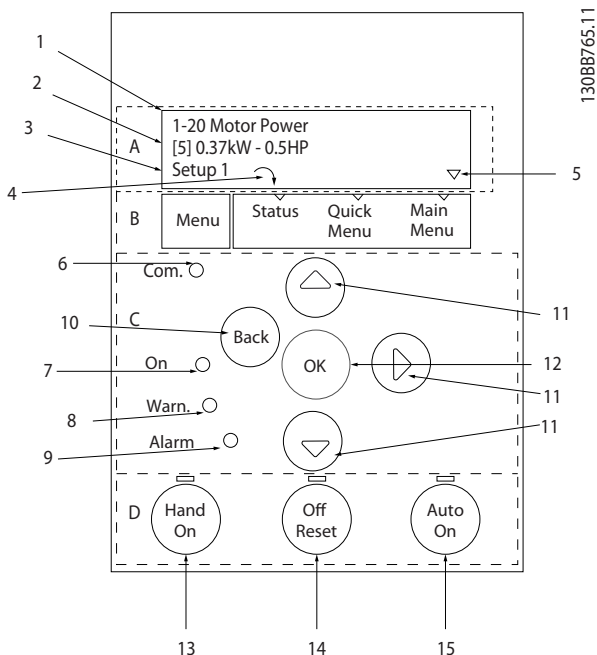 130BB765.11
1
2
3
4
5
A
1-20 Motor Power
[5] 0.37kW - 0.5HP
Setup 1
B
Menu
Status
Quick Menu
Main Menu
6
Com.
11
C
10
Back
OK
12
On
7
11
Warn.
8
11
Alarm
9
D
Hand On
Off Reset
Auto On
13
14
15